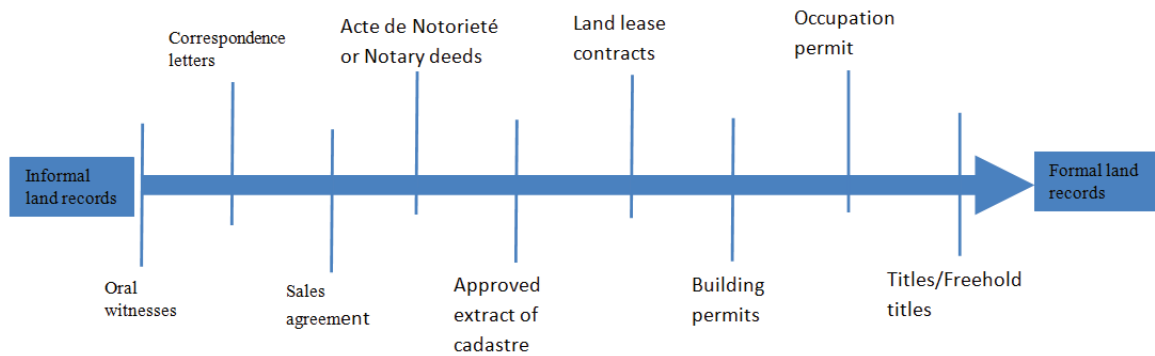 Correspondence
letters
Acte de Notorieté
or Notary deeds
Land lease
contracts
Occupation
permit
Informal
land records
Formal land
records
Oral
witnesses
Sales
agreement
Approved
extract of
cadastre
Building
permits
Titles/Freehold
titles